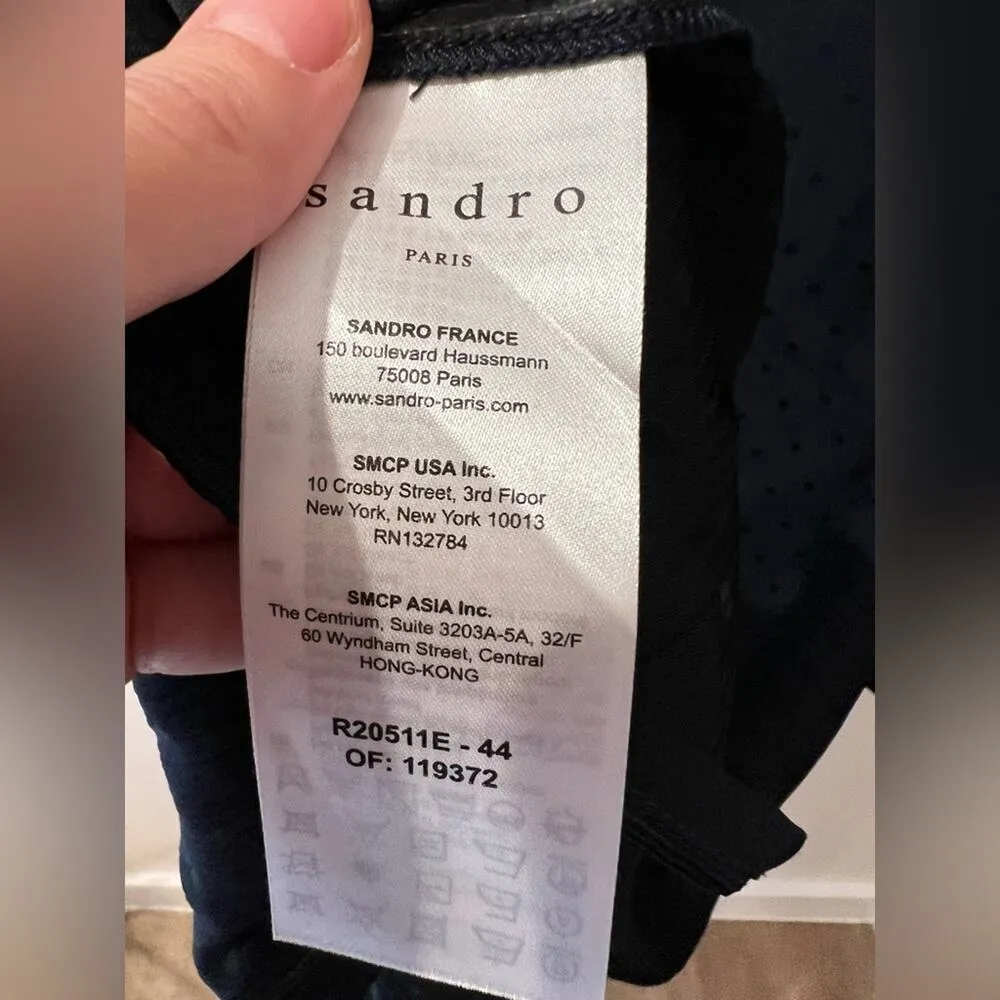 sandro
PARIS
SANDRO FRANCE
150 boulevard Haussmann
75008 Paris
www.sandro-paris.com
SMCP USA Inc.
10 Crosby Street, 3rd Floor
New York, New York 10013
RN132784
SMCP ASIA Inc.
The Centrium, Suite 3203A-5A, 32/F
60 Wyndham Street, Central
HONG-KONG
R20511E - 44
OF: 119372